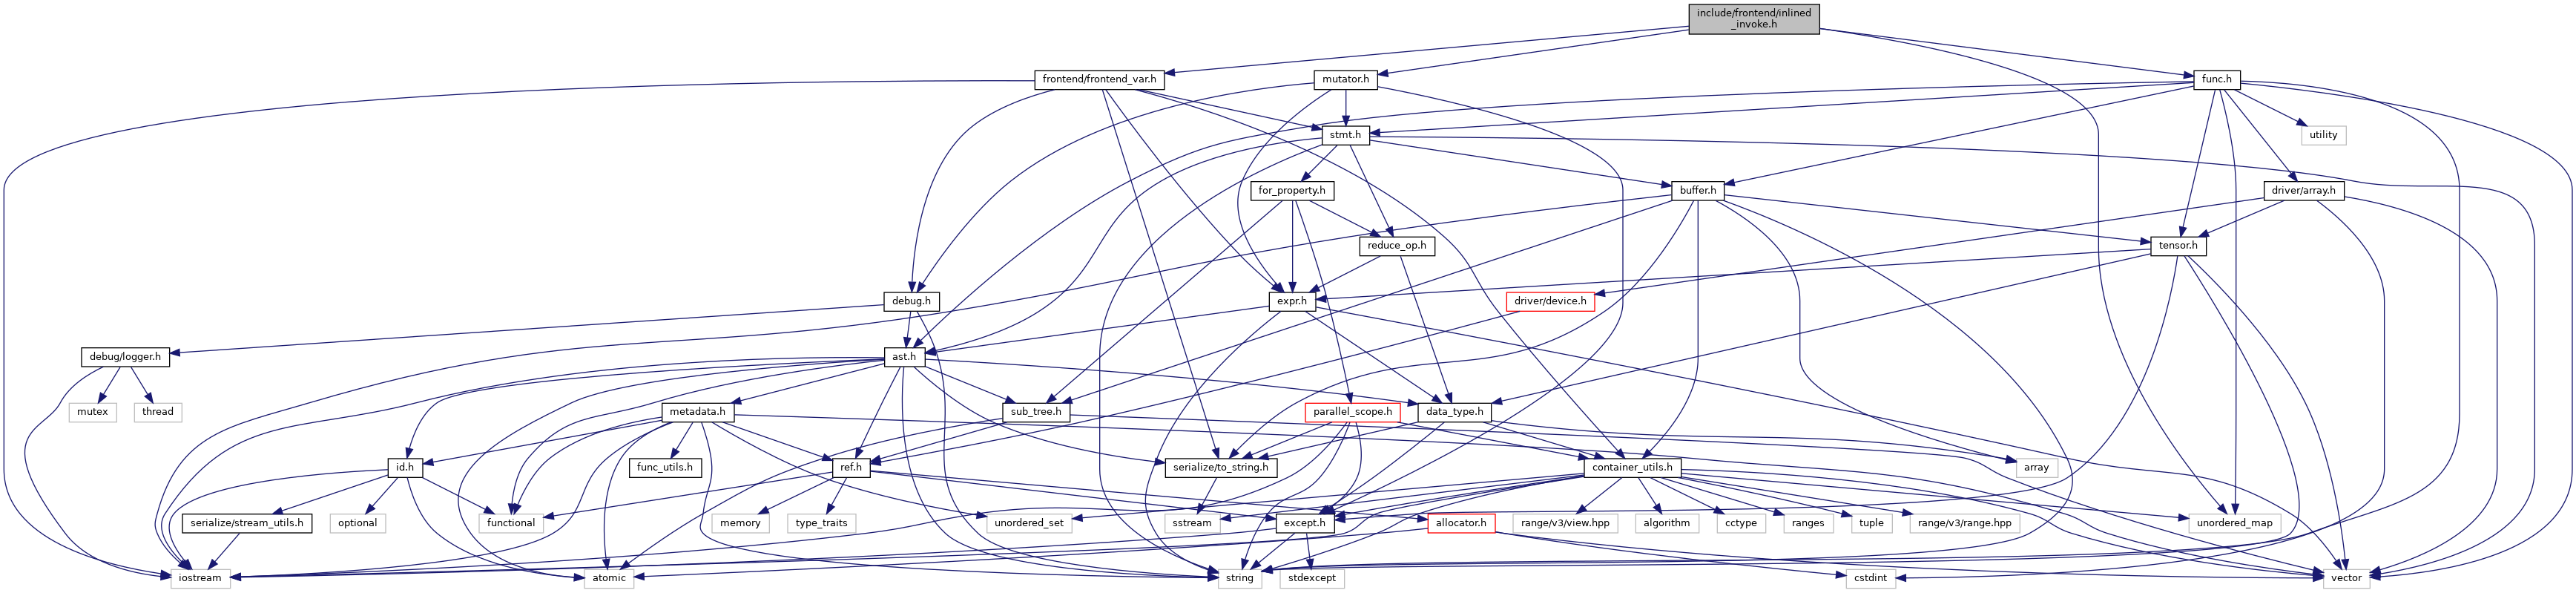 include/frontend/inlined
_invoke.h
frontend/frontend_var.h
mutator.h
func.h
stmt.h
utility
for_property.h
buffer.h
driver/array.h
reduce_op.h
tensor.h
debug.h
expr.h
driver/device.h
debug/logger.h
ast.h
mutex
thread
metadata.h
sub_tree.h
parallel_scope.h
data_type.h
id.h
func_utils.h
ref.h
serialize/to_string.h
container_utils.h
array
serialize/stream_utils.h
optional
functional
memory
type_traits
unordered_set
sstream
except.h
allocator.h
range/v3/view.hpp
algorithm
cctype
ranges
tuple
range/v3/range.hpp
unordered_map
iostream
atomic
string
stdexcept
cstdint
vector